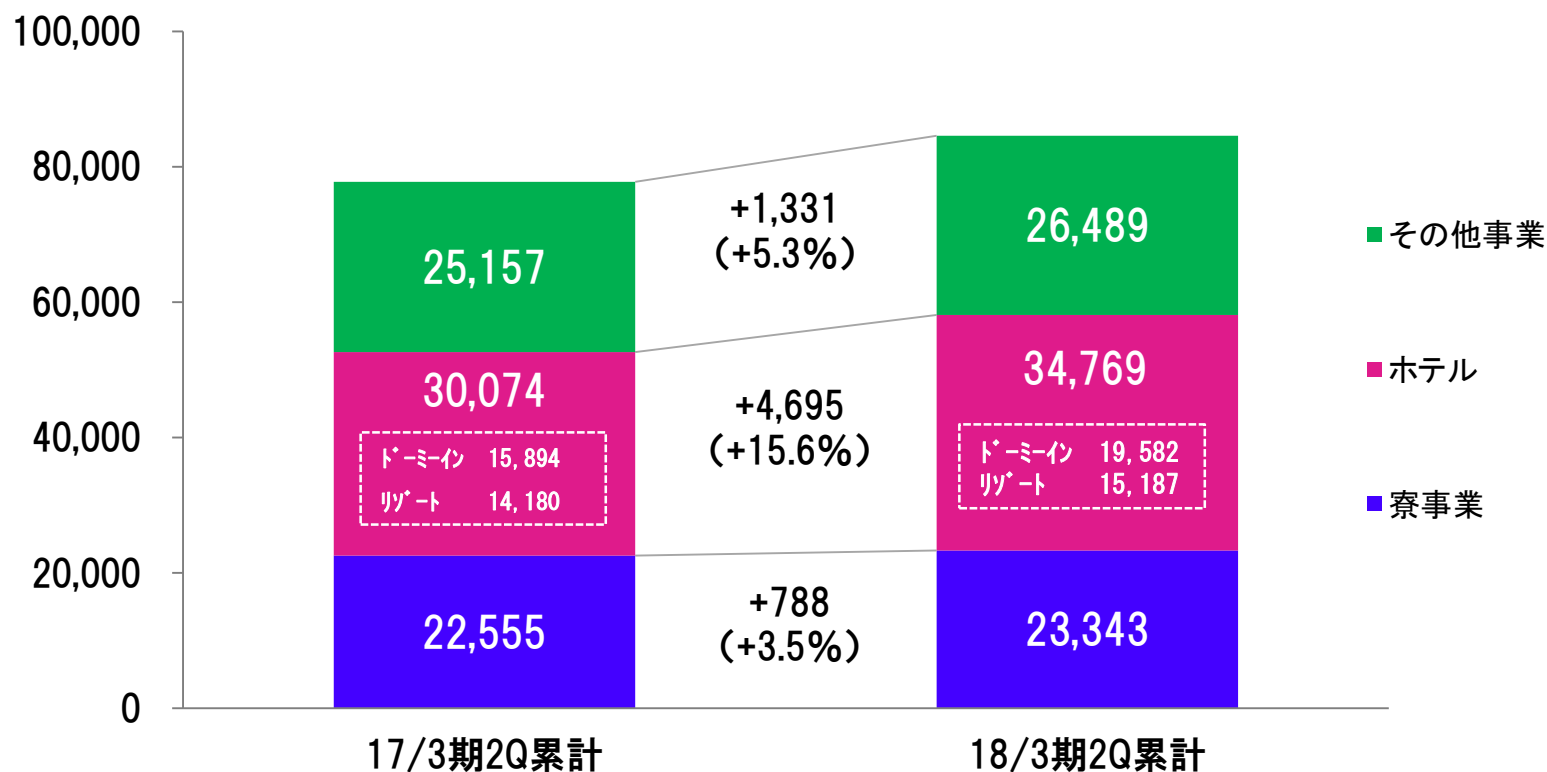 100,000
80,000
60,000
40,000
20,000
0
25,157
30,074
ﾄﾞｰﾐｰｲﾝ 15,894
ﾘｿﾞｰﾄ 14,180
22,555
+1,331
(+5.3%)
+4,695
(+15.6%)
+788
(+3.5%)
26,489
34,769
ﾄﾞｰﾐｰｲﾝ 19,582
ﾘｿﾞｰﾄ 15,187
23,343
その他事業
ホテル
寮事業
17/3期2Q累計
18/3期2Q累計